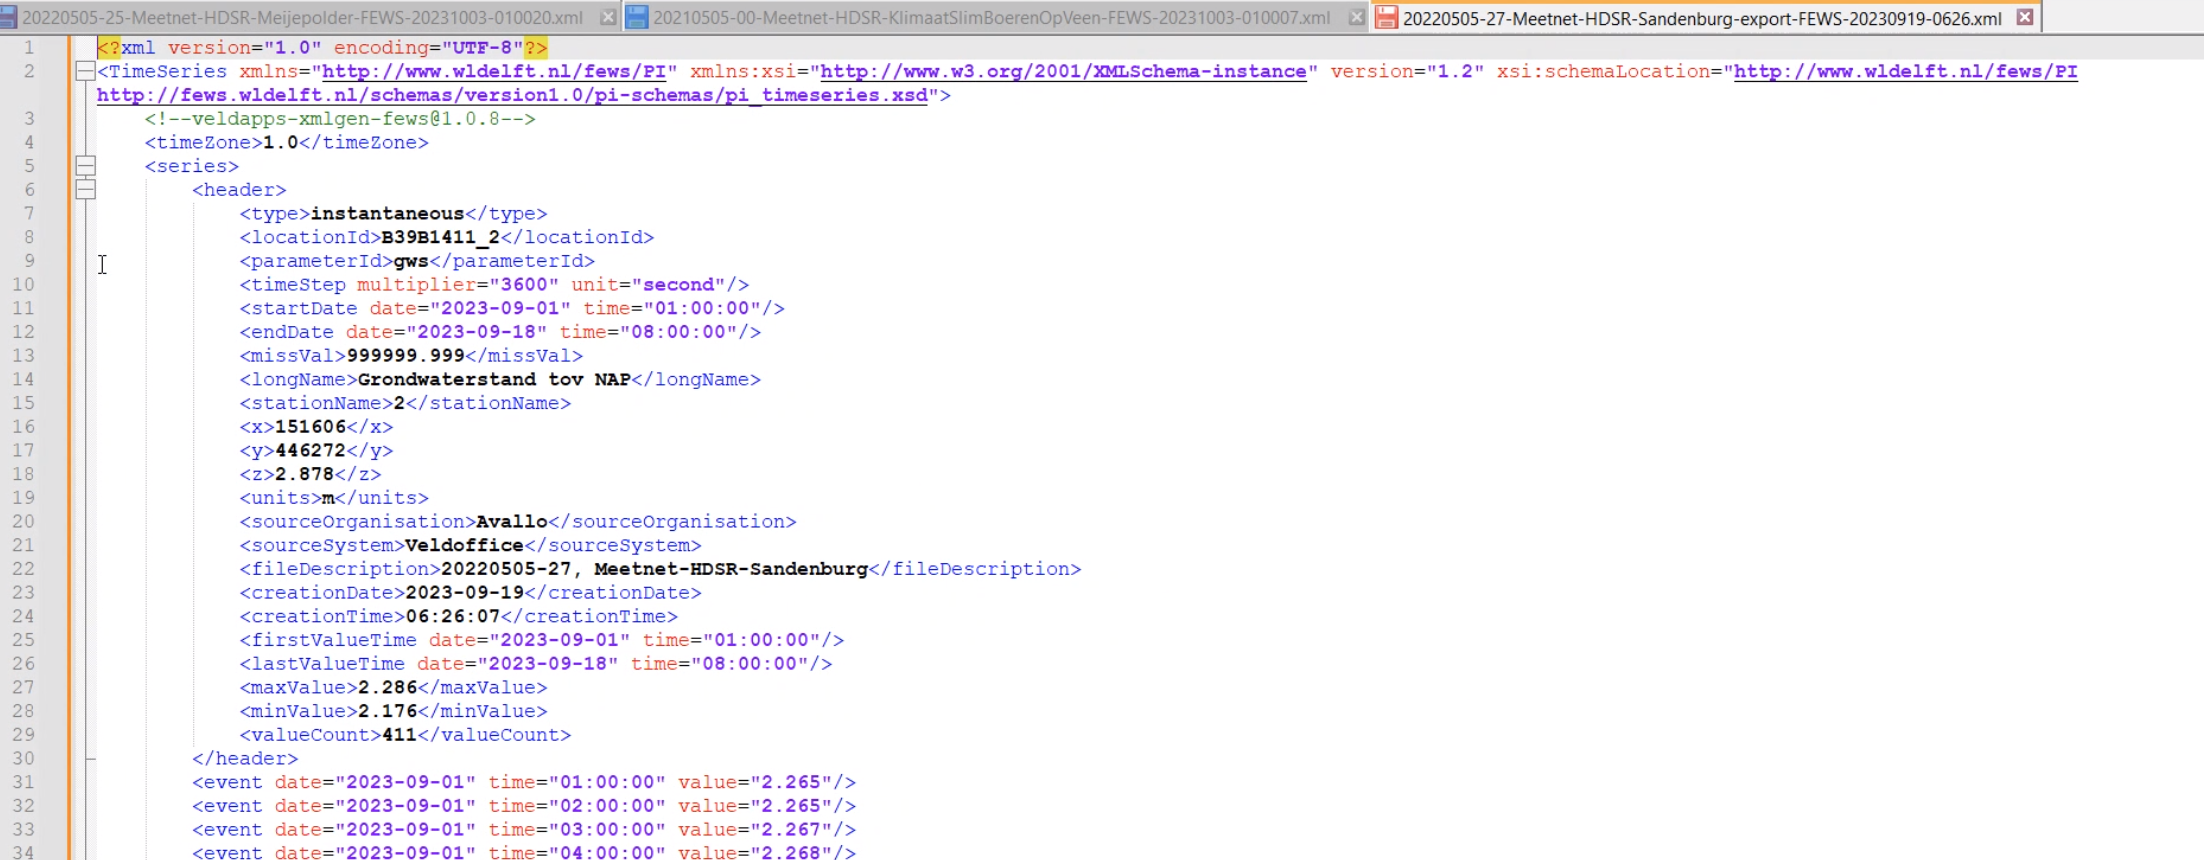 20220505-25-Meetnet-HDSR-Meijepolder-FEWS-20231003-010020.xml
20210505-00-Meetnet-HDSR-KlimaatSlimBoerenOpVeen-FEWS-20231003-010007.xml
20220505-27-Meetnet-HDSR-Sandenburg-export-FEWS-20230919-0626.xml
1 <?xml version="1.0" encoding="UTF-8"?>
2 <TimeSeries xmlns="http://www.wldelft.nl/fews/PI" xmlns:xsi="http://www.w3.org/2001/XMLSchema-instance" version="1.2" xsi:schemaLocation="http://www.wldelft.nl/fews/PI
http://fews.wldelft.nl/schemas/version1.0/pi-schemas/pi_timeseries.xsd">
3 <!--veldapps-xmlgen-fews@1.0.8-->
4 <timeZone>1.0</timeZone>
5 <series>
6 <header>
7 <type>instantaneous</type>
8 <locationId>B39B1411_2</locationId>
9 <parameterId>gws</parameterId>
10 <timeStep multiplier="3600" unit="second"/>
11 <startDate date="2023-09-01" time="01:00:00"/>
12 <endDate date="2023-09-18" time="08:00:00"/>
13 <missVal>999999.999</missVal>
14 <longName>Grondwaterstand tov NAP</longName>
15 <stationName>2</stationName>
16 <x>151606</x>
17 <y>446272</y>
18 <z>2.878</z>
19 <units>m</units>
20 <sourceOrganisation>Avallo</sourceOrganisation>
21 <sourceSystem>Veldoffice</sourceSystem>
22 <fileDescription>20220505-27, Meetnet-HDSR-Sandenburg</fileDescription>
23 <creationDate>2023-09-19</creationDate>
24 <creationTime>06:26:07</creationTime>
25 <firstValueTime date="2023-09-01" time="01:00:00"/>
26 <lastValueTime date="2023-09-18" time="08:00:00"/>
27 <maxValue>2.286</maxValue>
28 <minValue>2.176</minValue>
29 <valueCount>411</valueCount>
30 </header>
31 <event date="2023-09-01" time="01:00:00" value="2.265"/>
32 <event date="2023-09-01" time="02:00:00" value="2.265"/>
33 <event date="2023-09-01" time="03:00:00" value="2.267"/>
34 <event date="2023-09-01" time="04:00:00" value="2.268"/>